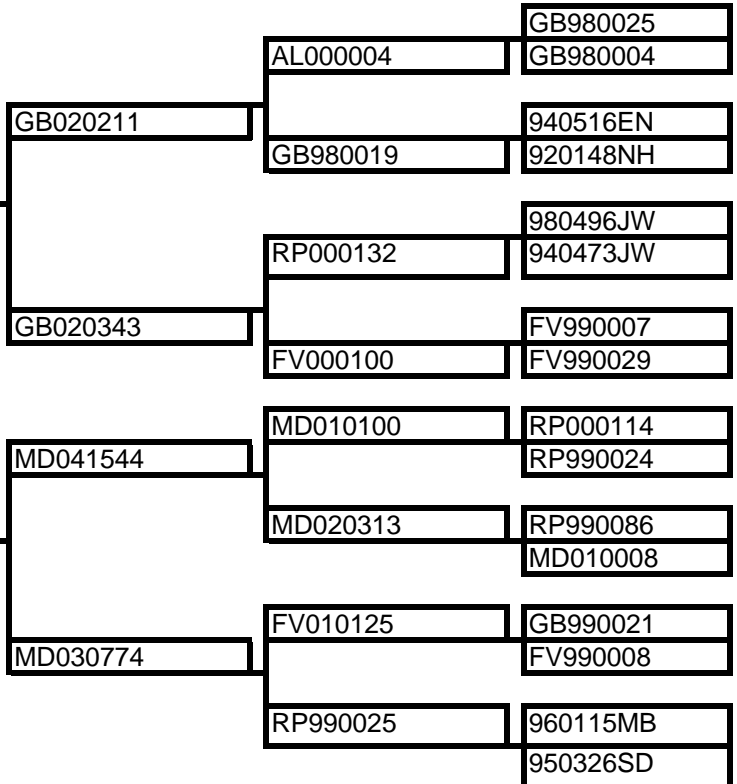 GB980025
AL000004 GB980004
GB020211 940516EN
GB980019 920148NH
980496JW
RP000132 940473JW
GB020343 FV990007
FV000100 FV990029
MD010100 RP000114
MD041544 RP990024
MD020313 RP990086
MD010008
FV010125 GB990021
MD030774 FV990008
RP990025 960115MB
950326SD